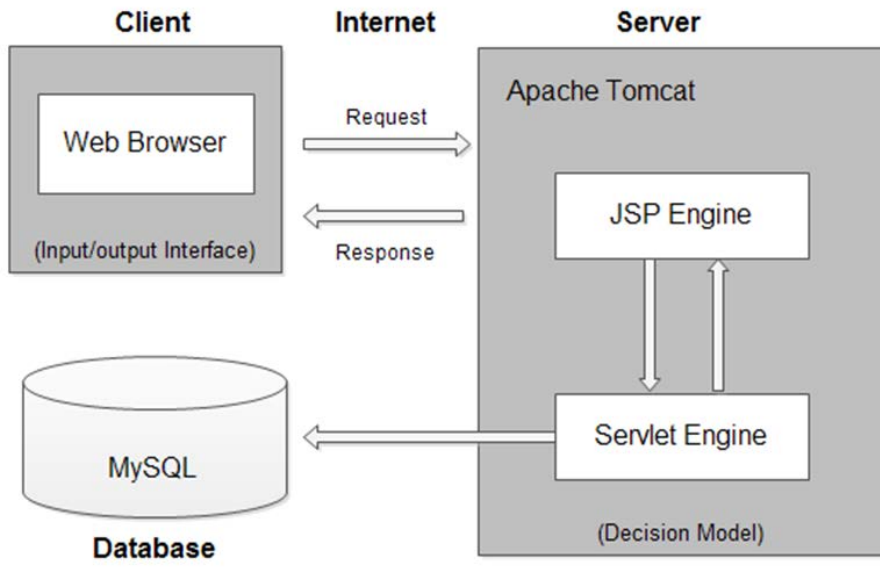 Client
Internet
Server
Web Browser
(Input/output Interface)
Request
Response
Apache Tomcat
JSP Engine
Servlet Engine
(Decision Model)
MySQL
Database